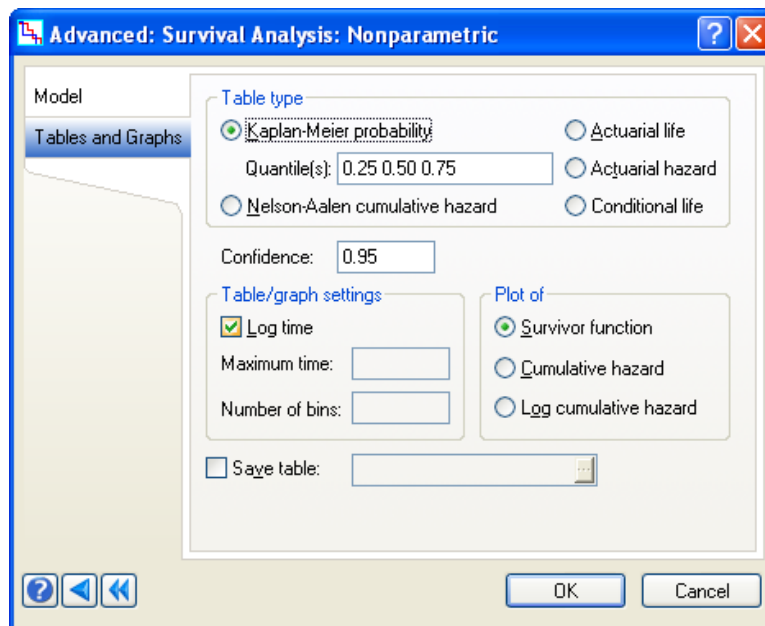 Advanced: Survival Analysis: Nonparametric
?
Model
Tables and Graphs
Table type
Kaplan-Meier probability
Actuarial life
Quantile(s): 0.25 0.50 0.75
Actuarial hazard
Nelson-Aalen cumulative hazard
Conditional life
Confidence: 0.95
Table/graph settings
Log time
Maximum time:
Number of bins:
Plot of
Survivor function
Cumulative hazard
Log cumulative hazard
Save table: ...
?
OK
Cancel